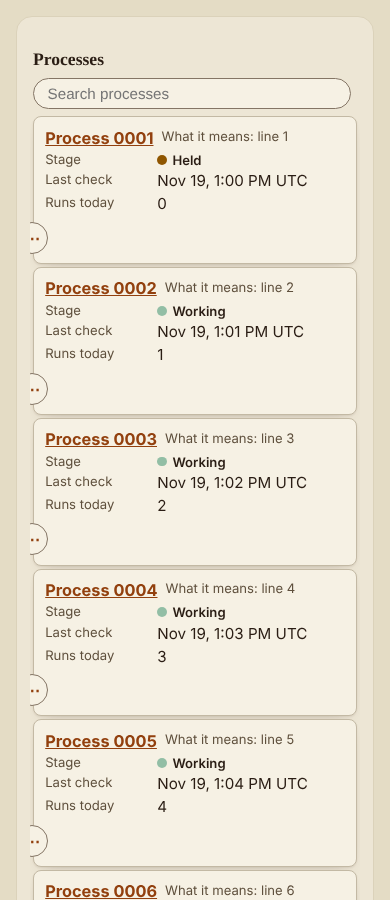 Processes
Search processes
Process 0001 What it means: line 1
Stage Held
Last check Nov 19, 1:00 PM UTC
Runs today 0
Process 0002 What it means: line 2
Stage Working
Last check Nov 19, 1:01 PM UTC
Runs today 1
Process 0003 What it means: line 3
Stage Working
Last check Nov 19, 1:02 PM UTC
Runs today 2
Process 0004 What it means: line 4
Stage Working
Last check Nov 19, 1:03 PM UTC
Runs today 3
Process 0005 What it means: line 5
Stage Working
Last check Nov 19, 1:04 PM UTC
Runs today 4
Process 0006 What it means: line 6